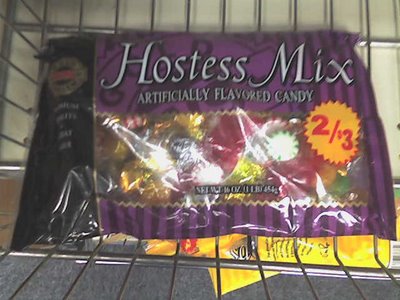 Hostess Mix
ARTIFICIALLY FLAVORED CANDY
2/$3
NET WT 16 OZ (1 LB) 454g